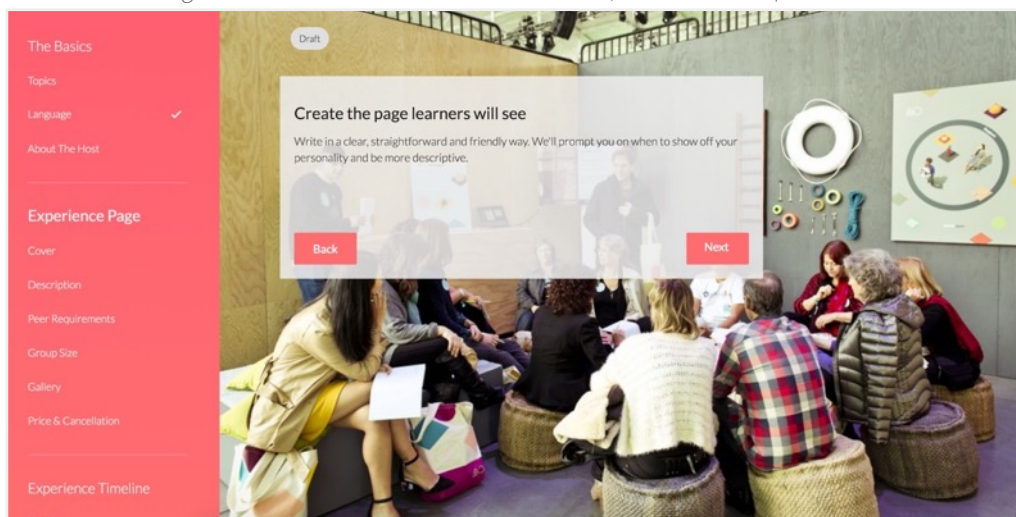 The Basics
Topics
Language
About The Host
Experience Page
Cover
Description
Peer Requirements
Group Size
Gallery
Price & Cancellation
Experience Timeline
Draft
Create the page learners will see
Write in a clear, straightforward and friendly way. We'll prompt you on when to show off your
personality and be more descriptive.
Back
Next